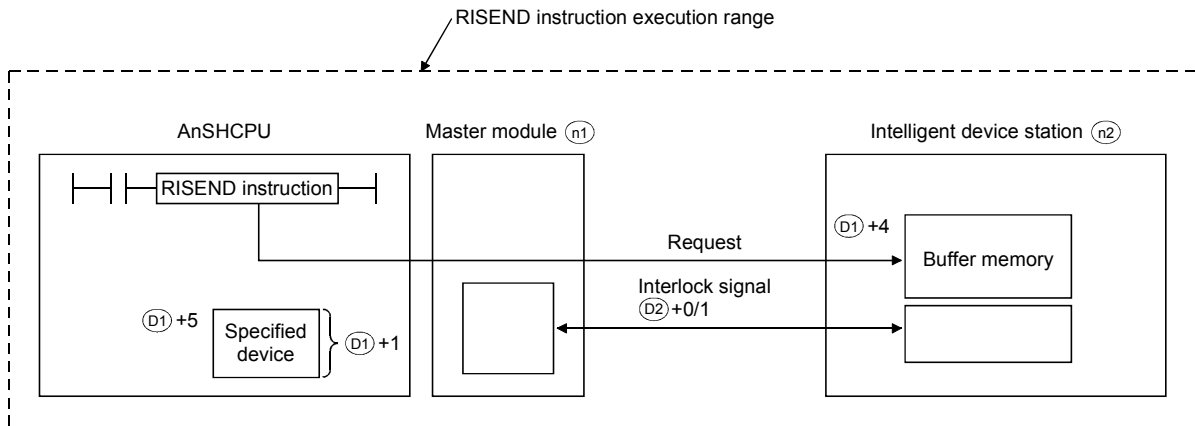 RISEND instruction execution range
AnSHCPU
Master module n1
Intelligent device station n2
RISEND instruction
D1 +4
Request
Buffer memory
Interlock signal
D2 +0/1
D1 +5
Specified
device
D1 +1